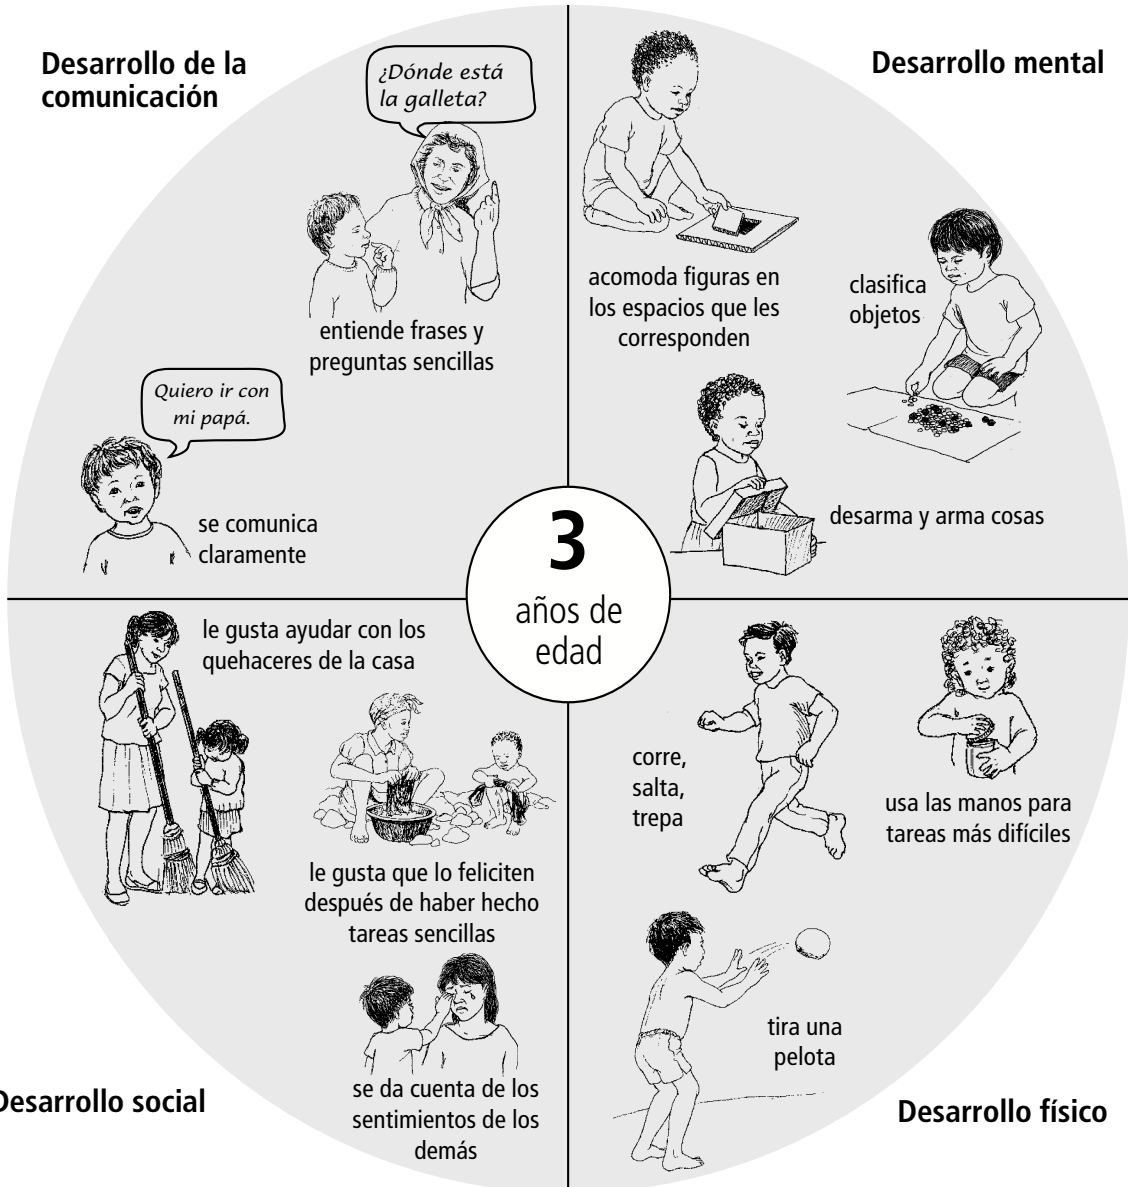 Desarrollo de la
comunicación
¿Dónde está
la galleta?
entiende frases y
preguntas sencillas
Quiero ir con
mi papá.
se comunica
claramente
Desarrollo mental
acomoda figuras en
los espacios que les
corresponden
clasifica
objetos
desarma y arma cosas
3
años de
edad
le gusta ayudar con los
quehaceres de la casa
le gusta que lo feliciten
después de haber hecho
tareas sencillas
se da cuenta de los
sentimientos de los
demás
Desarrollo social
corre,
salta,
trepa
usa las manos para
tareas más difíciles
tira una
pelota
Desarrollo físico